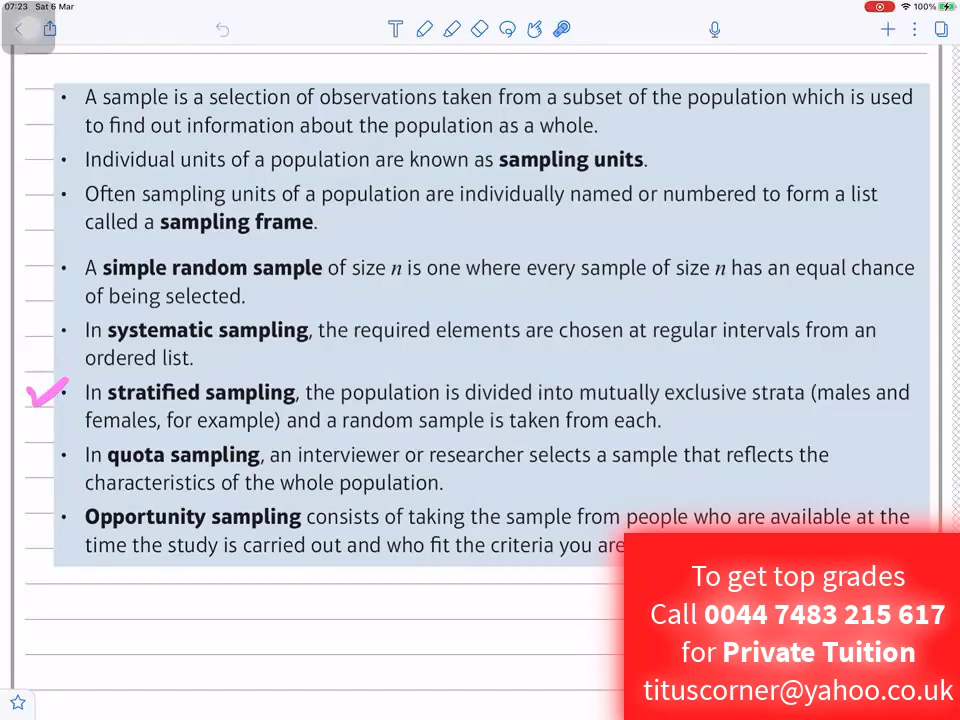 07:23 Sat 6 Mar
100%
• A sample is a selection of observations taken from a subset of the population which is used
to find out information about the population as a whole.
• Individual units of a population are known as sampling units.
• Often sampling units of a population are individually named or numbered to form a list
called a sampling frame.
• A simple random sample of size n is one where every sample of size n has an equal chance
of being selected.
• In systematic sampling, the required elements are chosen at regular intervals from an
ordered list.
• In stratified sampling, the population is divided into mutually exclusive strata (males and
females, for example) and a random sample is taken from each.
• In quota sampling, an interviewer or researcher selects a sample that reflects the
characteristics of the whole population.
• Opportunity sampling consists of taking the sample from people who are available at the
time the study is carried out and who fit the criteria you are
To get top grades
Call 0044 7483 215 617
for Private Tuition
tituscorner@yahoo.co.uk